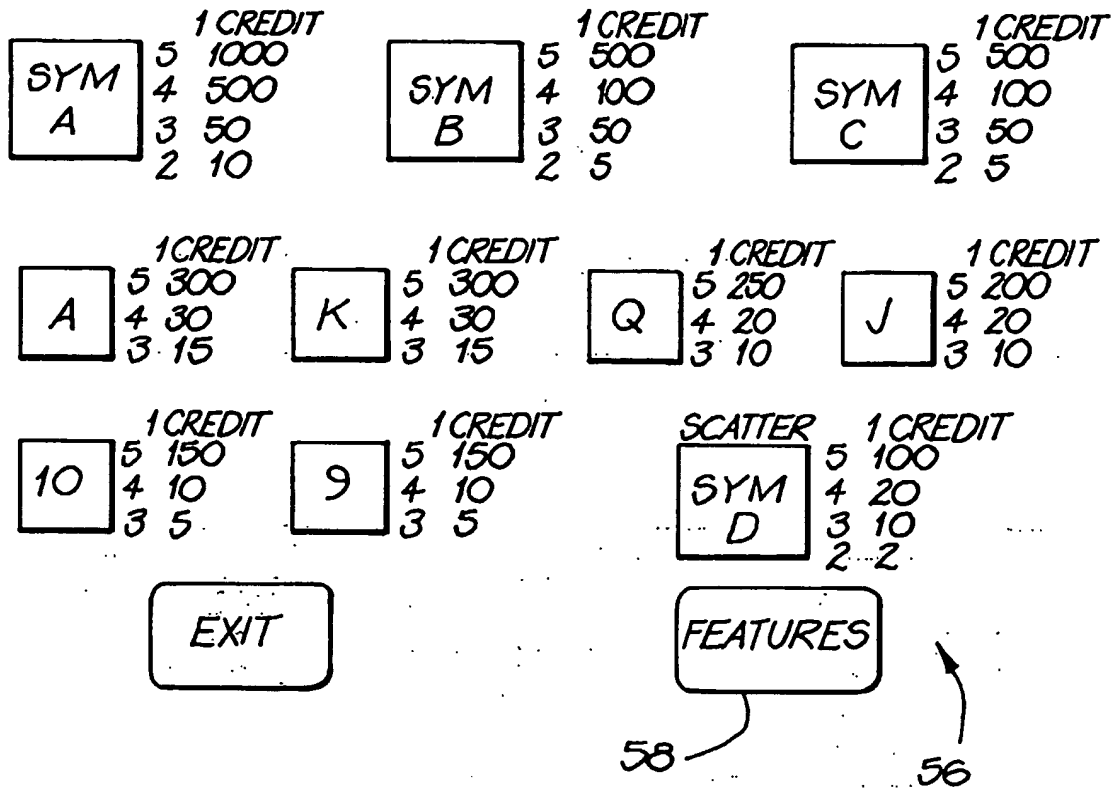 1 CREDIT 1 CREDIT 1 CREDIT
SYM A 5 1000 SYM B 5 500 SYM C 5 500
4 500 4 100 4 100
3 50 3 50 3 50
2 10 2 5 2 5
1 CREDIT 1 CREDIT 1 CREDIT 1 CREDIT
A 5 300 K 5 300 Q 5 250 J 5 200
4 30 4 30 4 20 4 20
3 15 3 15 3 10 3 10
1 CREDIT 1 CREDIT SCATTER 1 CREDIT
10 5 150 9 5 150 SYM D 5 100
4 10 4 10 4 20
3 5 3 5 3 10
2 2
EXIT FEATURES
58 56